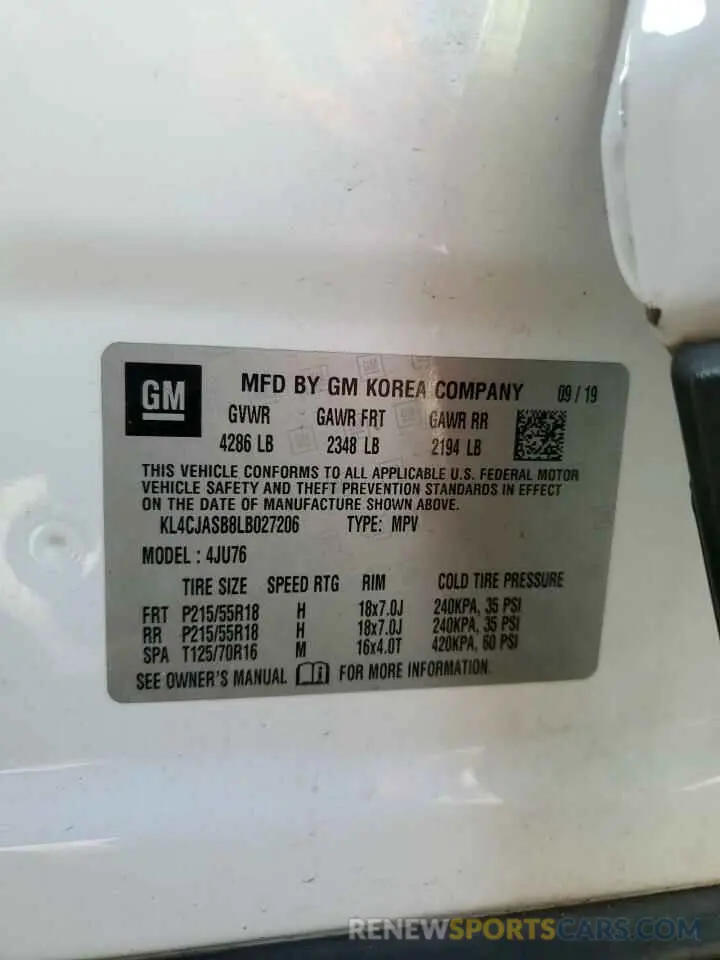 GM
MFD BY GM KOREA COMPANY 09 / 19
GVWR GAWR FRT GAWR RR
4286 LB 2348 LB 2194 LB
THIS VEHICLE CONFORMS TO ALL APPLICABLE U.S. FEDERAL MOTOR
VEHICLE SAFETY AND THEFT PREVENTION STANDARDS IN EFFECT
ON THE DATE OF MANUFACTURE SHOWN ABOVE.
KL4CJASB8LB027206 TYPE: MPV
MODEL : 4JU76
TIRE SIZE SPEED RTG RIM COLD TIRE PRESSURE
FRT P215/55R18 H 18x7.0J 240KPA, 35 PSI
RR P215/55R18 H 18x7.0J 240KPA, 35 PSI
SPA T125/70R16 M 16x4.0T 420KPA, 60 PSI
SEE OWNER'S MANUAL FOR MORE INFORMATION.
RENEWSPORTSCARS.COM